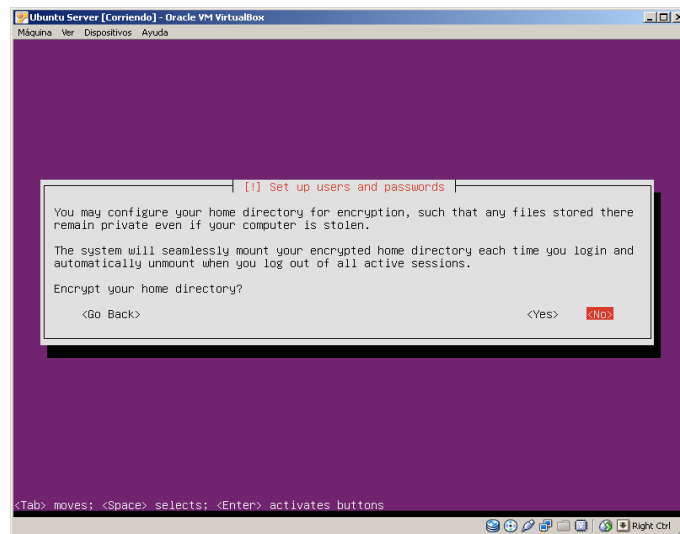 Ubuntu Server [Corriendo] - Oracle VM VirtualBox
Máquina Ver Dispositivos Ayuda
[!] Set up users and passwords
You may configure your home directory for encryption, such that any files stored there
remain private even if your computer is stolen.
The system will seamlessly mount your encrypted home directory each time you login and
automatically unmount when you log out of all active sessions.
Encrypt your home directory?
<Go Back> <Yes> <No>
<Tab> moves; <Space> selects; <Enter> activates buttons
Right Ctrl